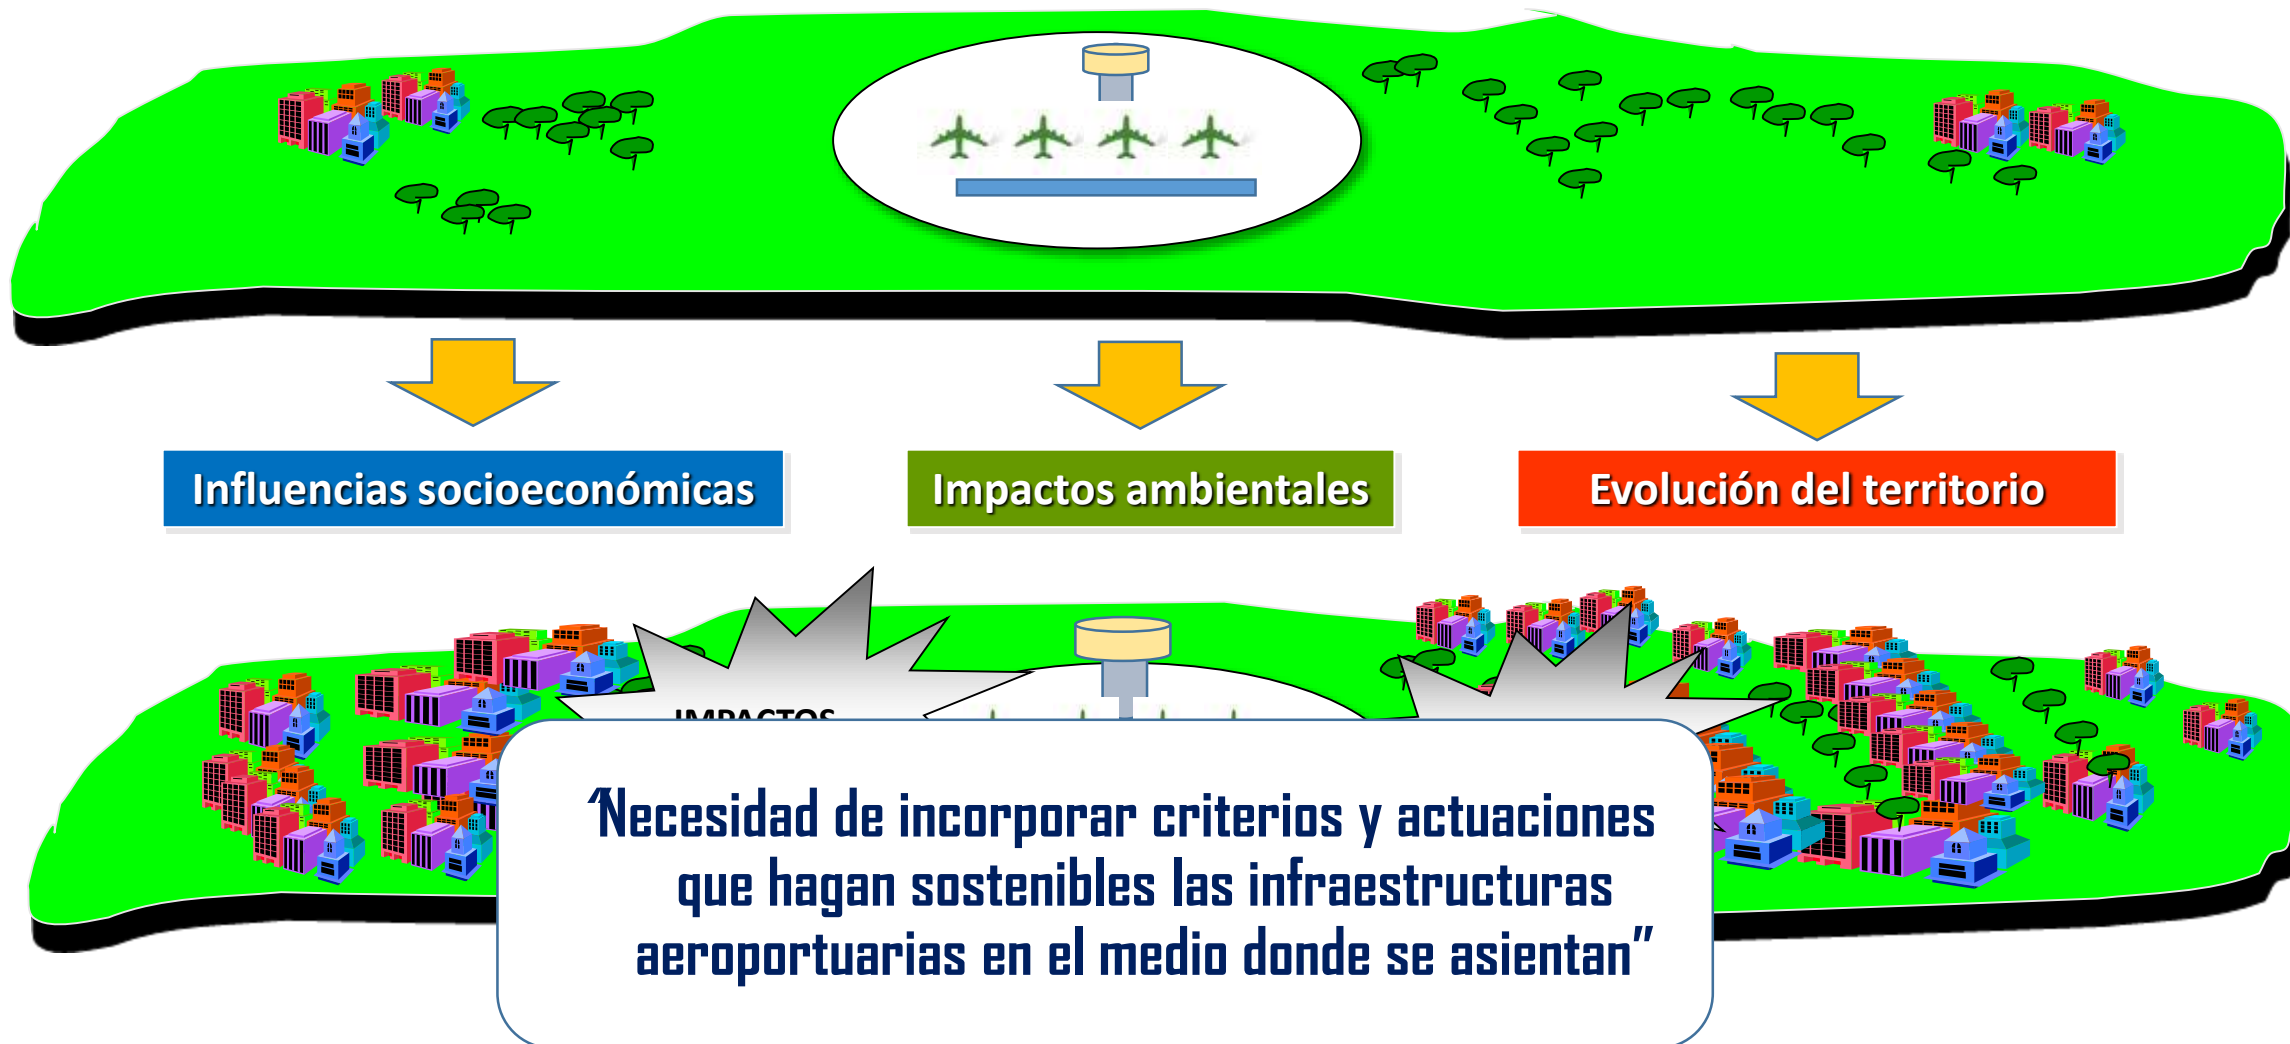 Influencias socioeconómicas
Impactos ambientales
Evolución del territorio
IMPACTOS
“Necesidad de incorporar criterios y actuaciones
que hagan sostenibles las infraestructuras
aeroportuarias en el medio donde se asientan”